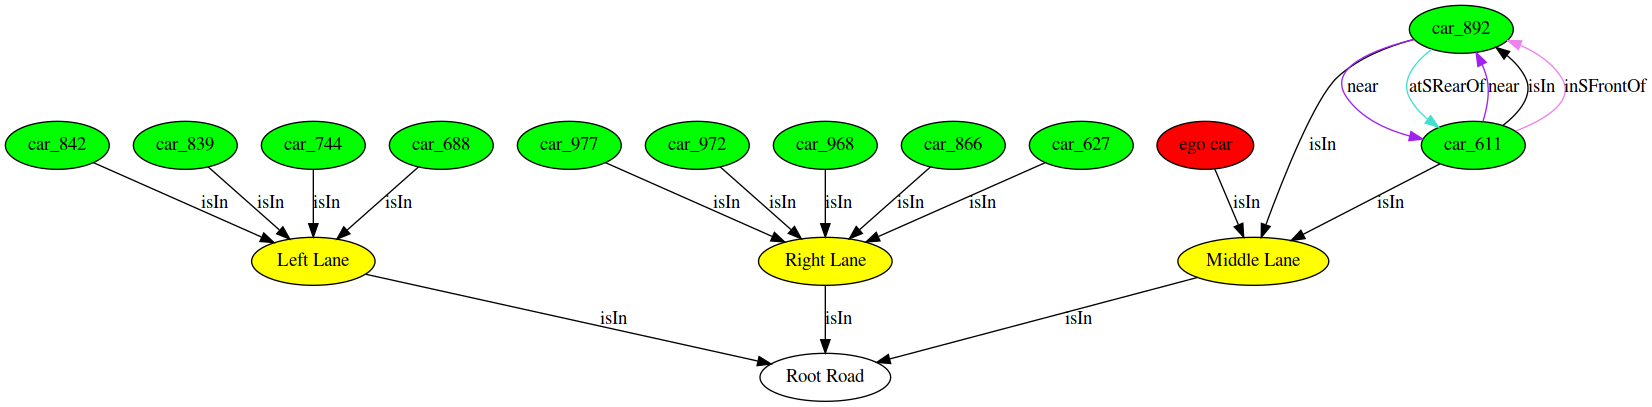 car_892
near atSRearOf near isIn inSFrontOf
car_842 car_839 car_744 car_688 car_977 car_972 car_968 car_866 car_627 ego car isIn car_611
isIn isIn isIn isIn isIn isIn isIn isIn isIn isIn isIn
Left Lane Right Lane Middle Lane
isIn isIn isIn
Root Road